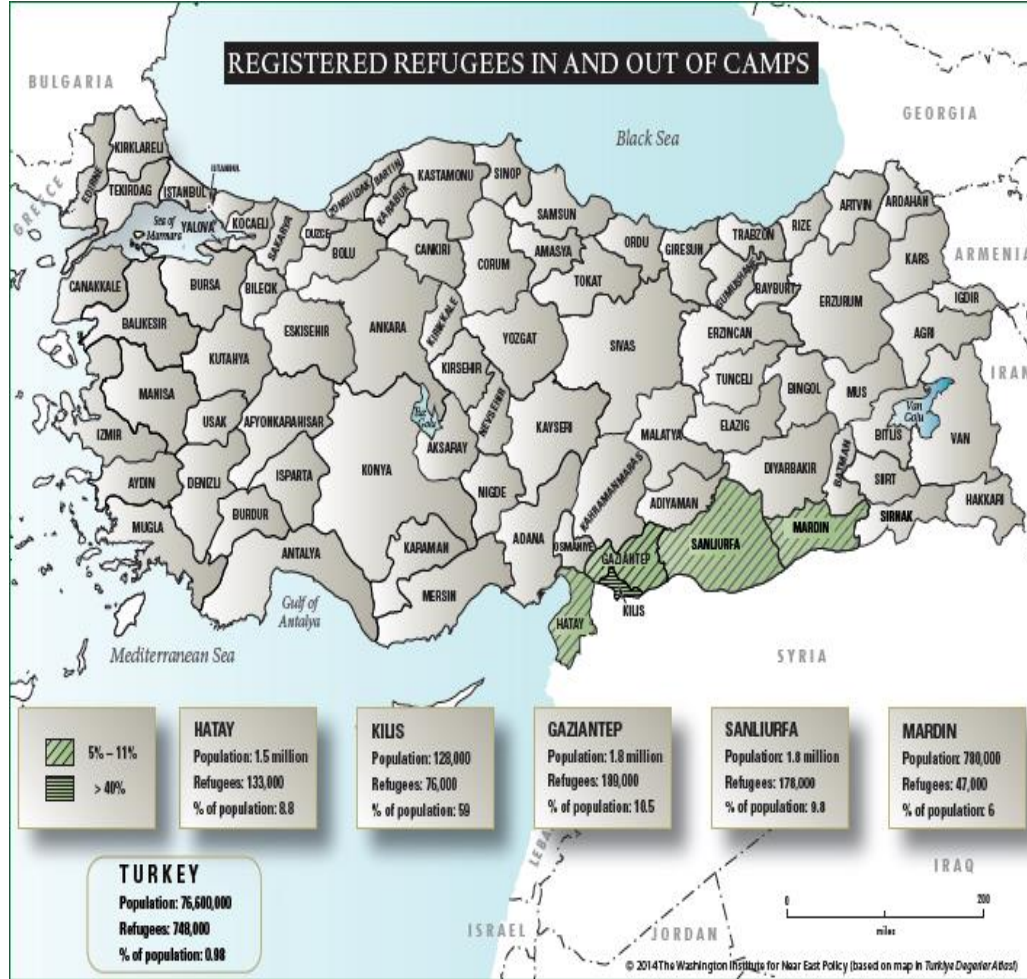 REGISTERED REFUGEES IN AND OUT OF CAMPS
BULGARIA
GEORGIA
Black Sea
GREECE
ARMENIA
IRAN
KIRKLARELI
EDIRNE
TEKIRDAG
ISTANBUL
ISTANBUL
Sea of
Marmara
YALOVA
KOCAELI
SAKARYA
DUZCE
ZONGULDAK
BARTIN
KARABUK
KASTAMONU
SINOP
SAMSUN
BOLU
CANKIRI
CORUM
AMASYA
TOKAT
ORDU
GIRESUN
TRABZON
GUMUSHANE
RIZE
ARTVIN
ARDAHAN
BAYBURT
KARS
IGDIR
CANAKKALE
BURSA
BILECIK
BALIKESIR
ESKISEHIR
ANKARA
KIRIKKALE
YOZGAT
SIVAS
ERZINCAN
ERZURUM
AGRI
KUTAHYA
KIRSEHIR
NEVSEHIR
TUNCELI
BINGOL
MUS
MANISA
USAK
AFYONKARAHISAR
Tuz
Golu
AKSARAY
KAYSERI
MALATYA
ELAZIG
BITLIS
Van
Golu
VAN
IZMIR
AYDIN
DENIZLI
ISPARTA
KONYA
NIGDE
KAHRAMANMARAS
ADIYAMAN
DIYARBAKIR
BATMAN
SIIRT
SIRNAK
HAKKARI
MUGLA
BURDUR
ANTALYA
KARAMAN
MERSIN
ADANA
OSMANIYE
GAZIANTEP
SANLIURFA
MARDIN
KILIS
HATAY
Gulf of
Antalya
Mediterranean Sea
SYRIA
5% – 11%
> 40%
HATAY
Population: 1.5 million
Refugees: 133,000
% of population: 8.8
KILIS
Population: 128,000
Refugees: 76,000
% of population: 59
GAZIANTEP
Population: 1.8 million
Refugees: 189,000
% of population: 10.5
SANLIURFA
Population: 1.8 million
Refugees: 178,000
% of population: 9.8
MARDIN
Population: 780,000
Refugees: 47,000
% of population: 6
TURKEY
Population: 76,600,000
Refugees: 748,000
% of population: 0.98
ISRAEL
JORDAN
IRAQ
0
200
miles
© 2014 The Washington Institute for Near East Policy (based on map in Turkiye Degerler Atlasi)